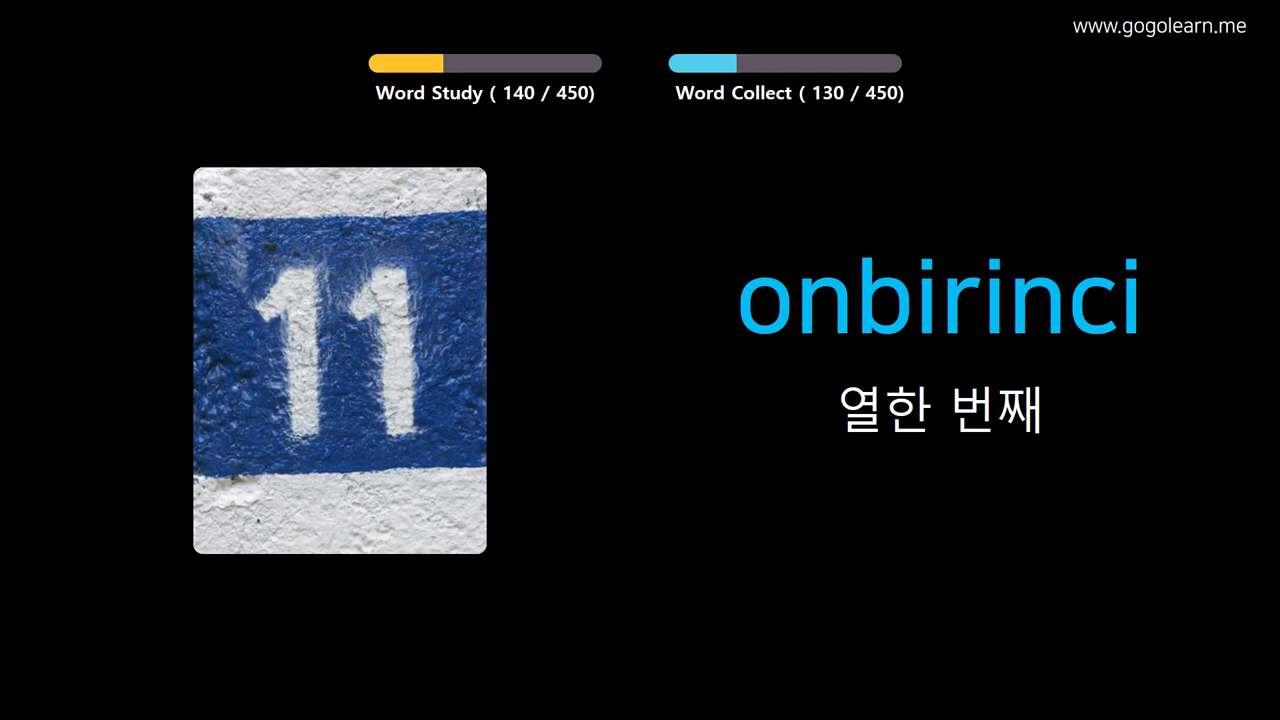 www.gogolearn.me
Word Study ( 140 / 450)
Word Collect ( 130 / 450)
11
onbirinci
열한 번째